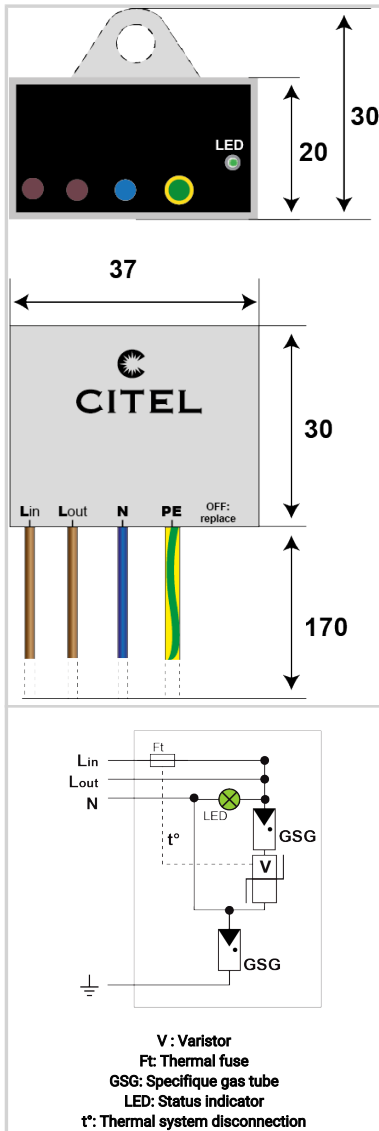 30
LED
20
37
CITEL
30
Lin Lout N PE OFF:
replace
170
Ft
Lin
Lout
N
LED
GSG
t°
V
GSG
V : Varistor
Ft: Thermal fuse
GSG: Specifique gas tube
LED: Status indicator
t°: Thermal system disconnection